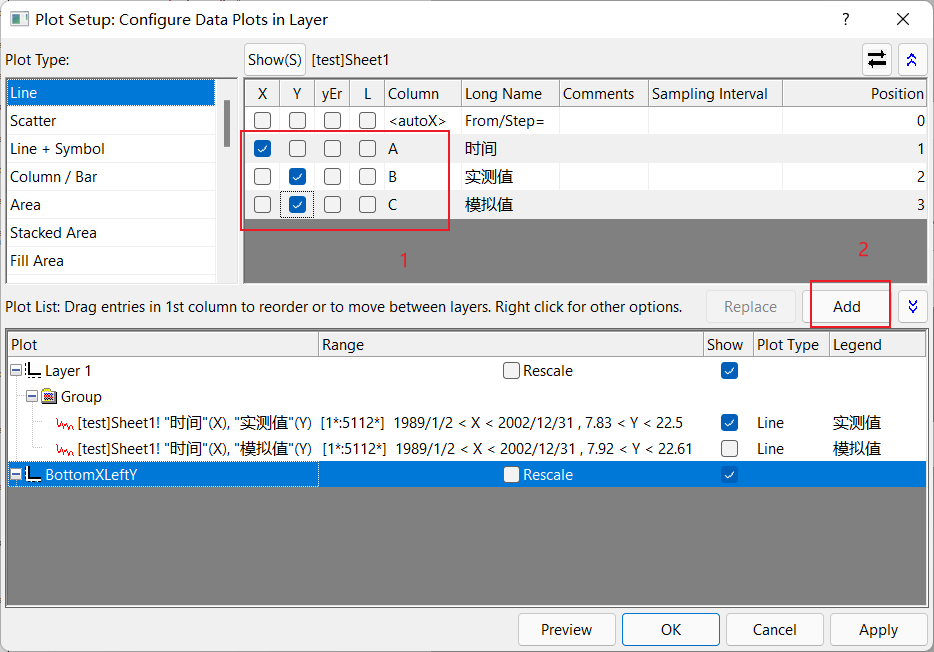 Plot Setup: Configure Data Plots in Layer ?
Plot Type: Show(S) [test]Sheet1
X Y yEr L Column Long Name Comments Sampling Interval Position
Line
<autoX> From/Step= 0
Scatter
A 时间 1
Line + Symbol
B 实测值 2
Column / Bar
C 模拟值 3
Area
Stacked Area
Fill Area
1
2
Plot List: Drag entries in 1st column to reorder or to move between layers. Right click for other options. Replace Add
Plot Range Show Plot Type Legend
Layer 1 Rescale
Group
[test]Sheet1! "时间"(X), "实测值"(Y) [1*:5112*] 1989/1/2 < X < 2002/12/31 , 7.83 < Y < 22.5 Line 实测值
[test]Sheet1! "时间"(X), "模拟值"(Y) [1*:5112*] 1989/1/2 < X < 2002/12/31 , 7.92 < Y < 22.61 Line 模拟值
BottomXLeftY Rescale
Preview OK Cancel Apply